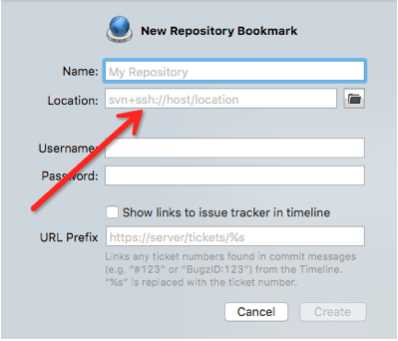 New Repository Bookmark
Name: My Repository
Location: svn+ssh://host/location
Username:
Password:
Show links to issue tracker in timeline
URL Prefix https://server/tickets/%s
Links any ticket numbers found in commit messages
(e.g. "#123" or "BugzID:123") from the Timeline.
"%s" is replaced with the ticket number.
Cancel Create